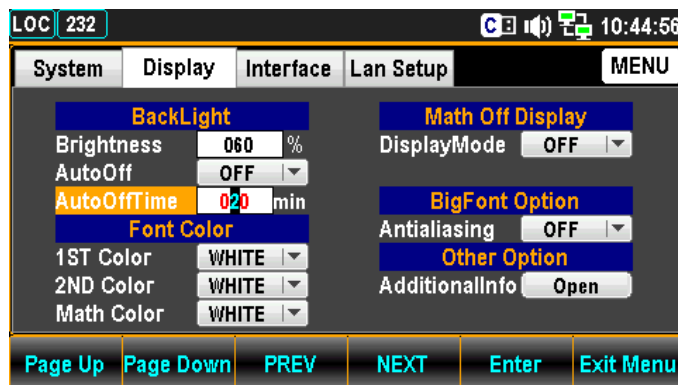 LOC 232 C 10:44:56
System Display Interface Lan Setup MENU
BackLight
Brightness 060 %
AutoOff OFF
AutoOffTime 020 min
Font Color
1ST Color WHITE
2ND Color WHITE
Math Color WHITE
Math Off Display
DisplayMode OFF
BigFont Option
Antialiasing OFF
Other Option
AdditionalInfo Open
Page Up Page Down PREV NEXT Enter Exit Menu